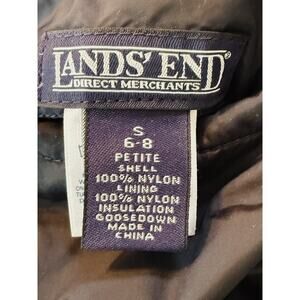 LANDS' END
DIRECT MERCHANTS
S
6-8
PETITE
SHELL
100% NYLON
LINING
100% NYLON
INSULATION
GOOSEDOWN
MADE IN
CHINA